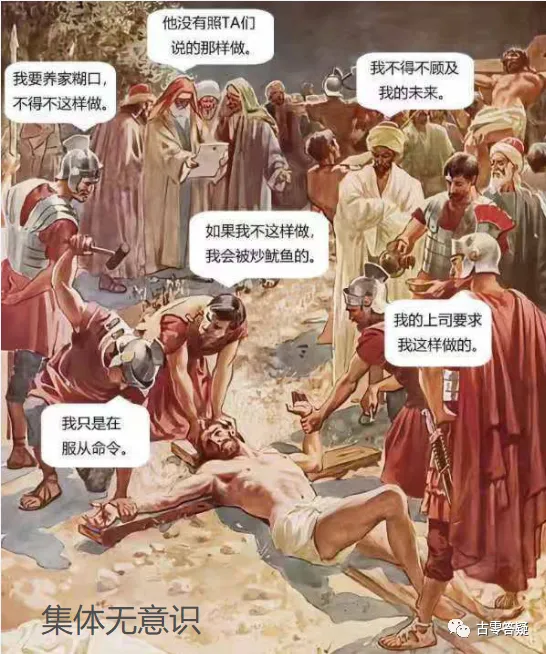 他没有照TA们
说的那样做。
我要养家糊口，
不得不这样做。
我不得不顾及
我的未来。
如果我不这样做，
我会被炒鱿鱼的。
我的上司要求
我这样做的。
我只是在
服从命令。
集体无意识
古零答疑